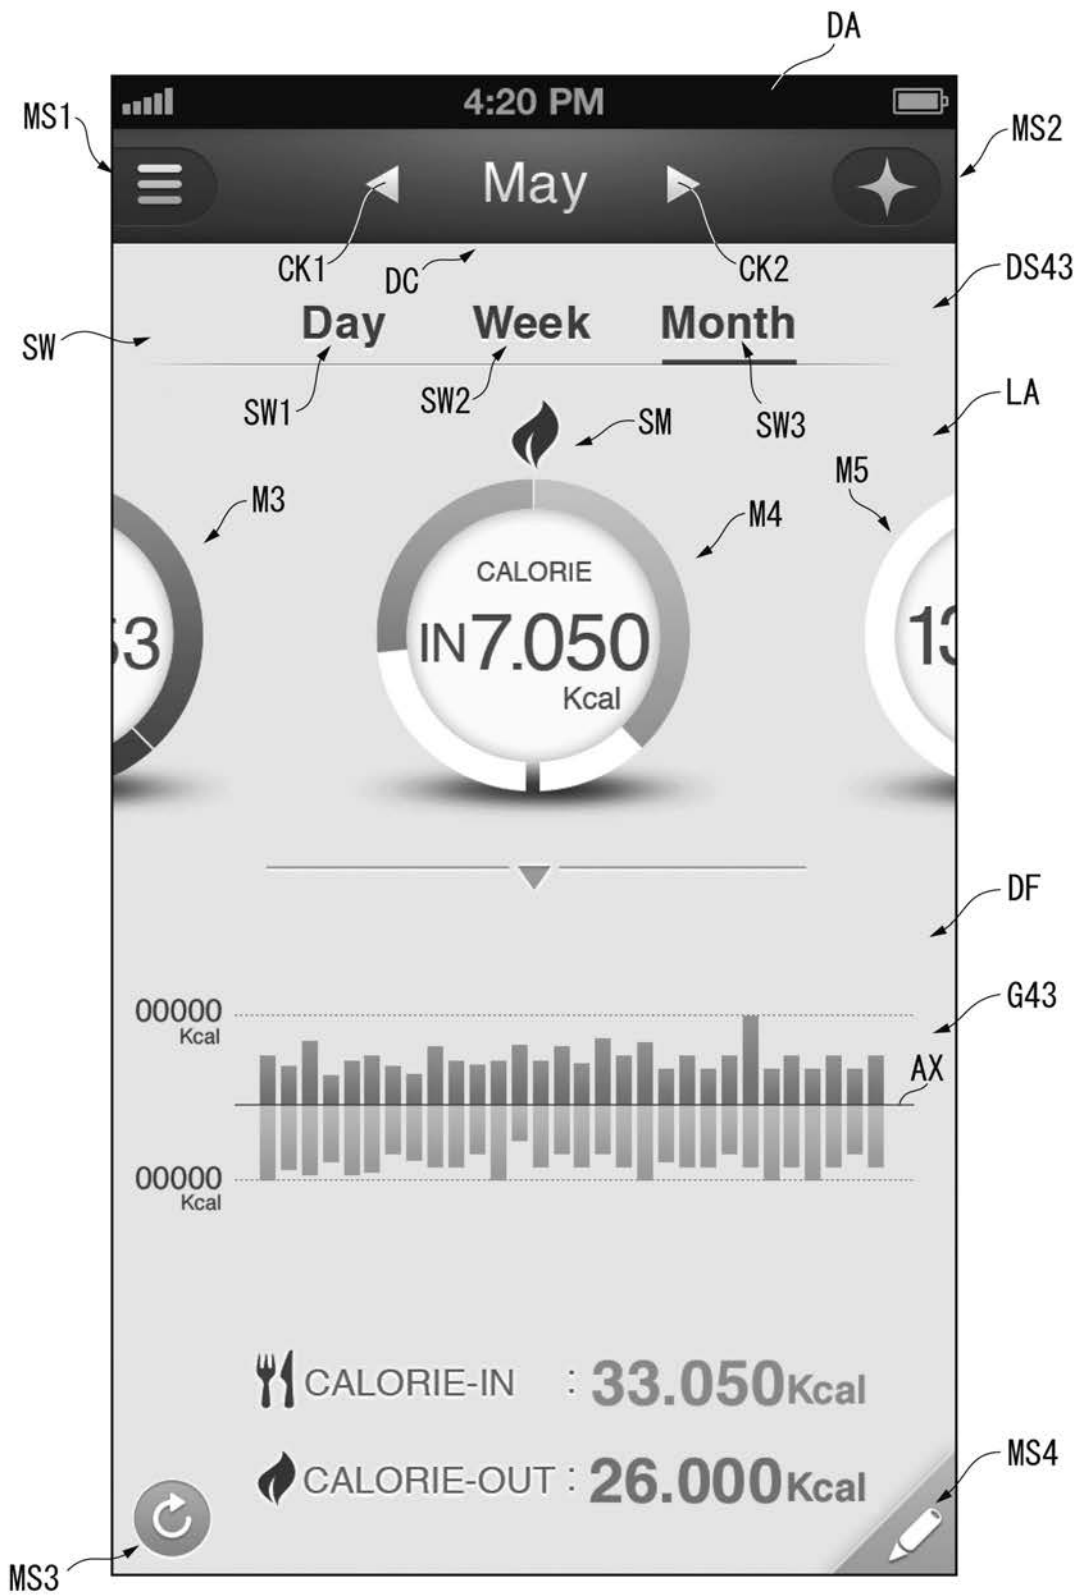 DA
4:20 PM
MS1
MS2
May
CK1
DC
CK2
DS43
Day Week Month
SW
SW1
SW2
SM
SW3
LA
M3
M4
M5
CALORIE
IN7.050
Kcal
53
13
DF
00000
Kcal
G43
AX
00000
Kcal
CALORIE-IN : 33.050Kcal
CALORIE-OUT : 26.000Kcal
MS4
MS3